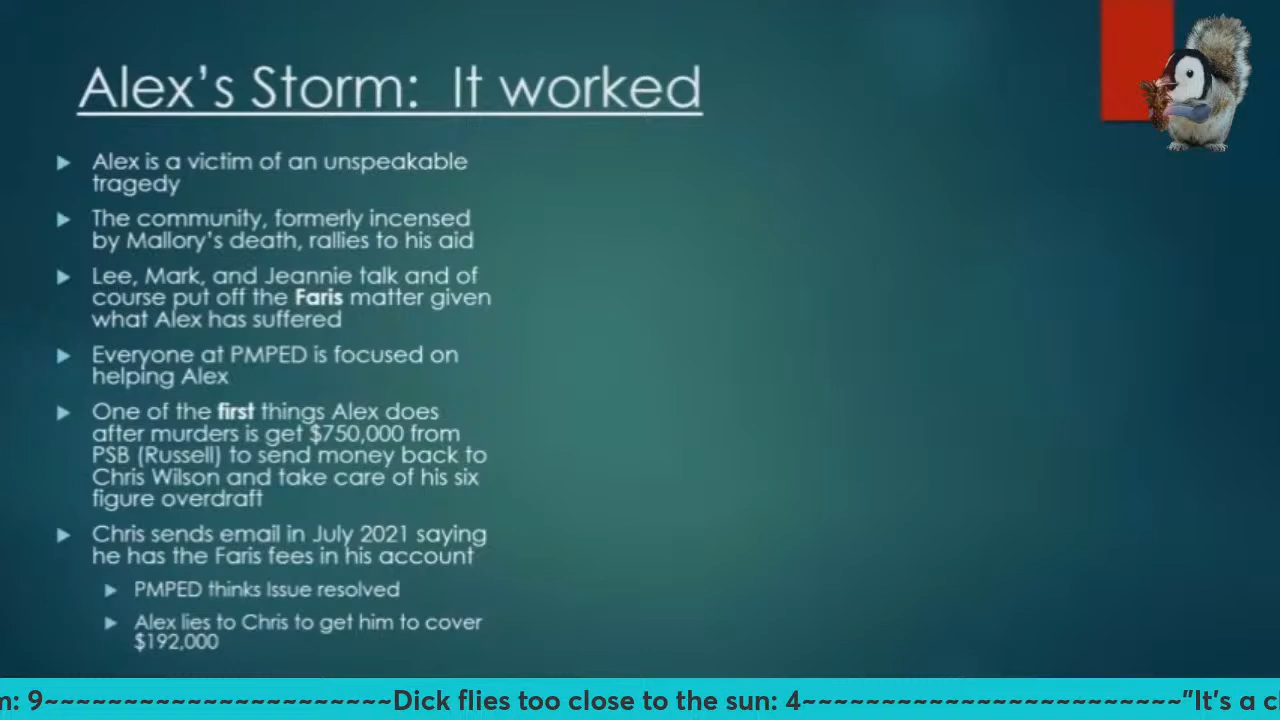 Alex's Storm:  It worked
Alex is a victim of an unspeakable
tragedy
The community, formerly incensed
by Mallory's death, rallies to his aid
Lee, Mark, and Jeannie talk and of
course put off the Faris matter given
what Alex has suffered
Everyone at PMPED is focused on
helping Alex
One of the first things Alex does
after murders is get $750,000 from
PSB (Russell) to send money back to
Chris Wilson and take care of his six
figure overdraft
Chris sends email in July 2021 saying
he has the Faris fees in his account
PMPED thinks Issue resolved
Alex lies to Chris to get him to cover
$192,000
: 9~~~~~~~~~~~~~~~~~~~~~~Dick flies too close to the sun: 4~~~~~~~~~~~~~~~~~~~~~~~~"It's a